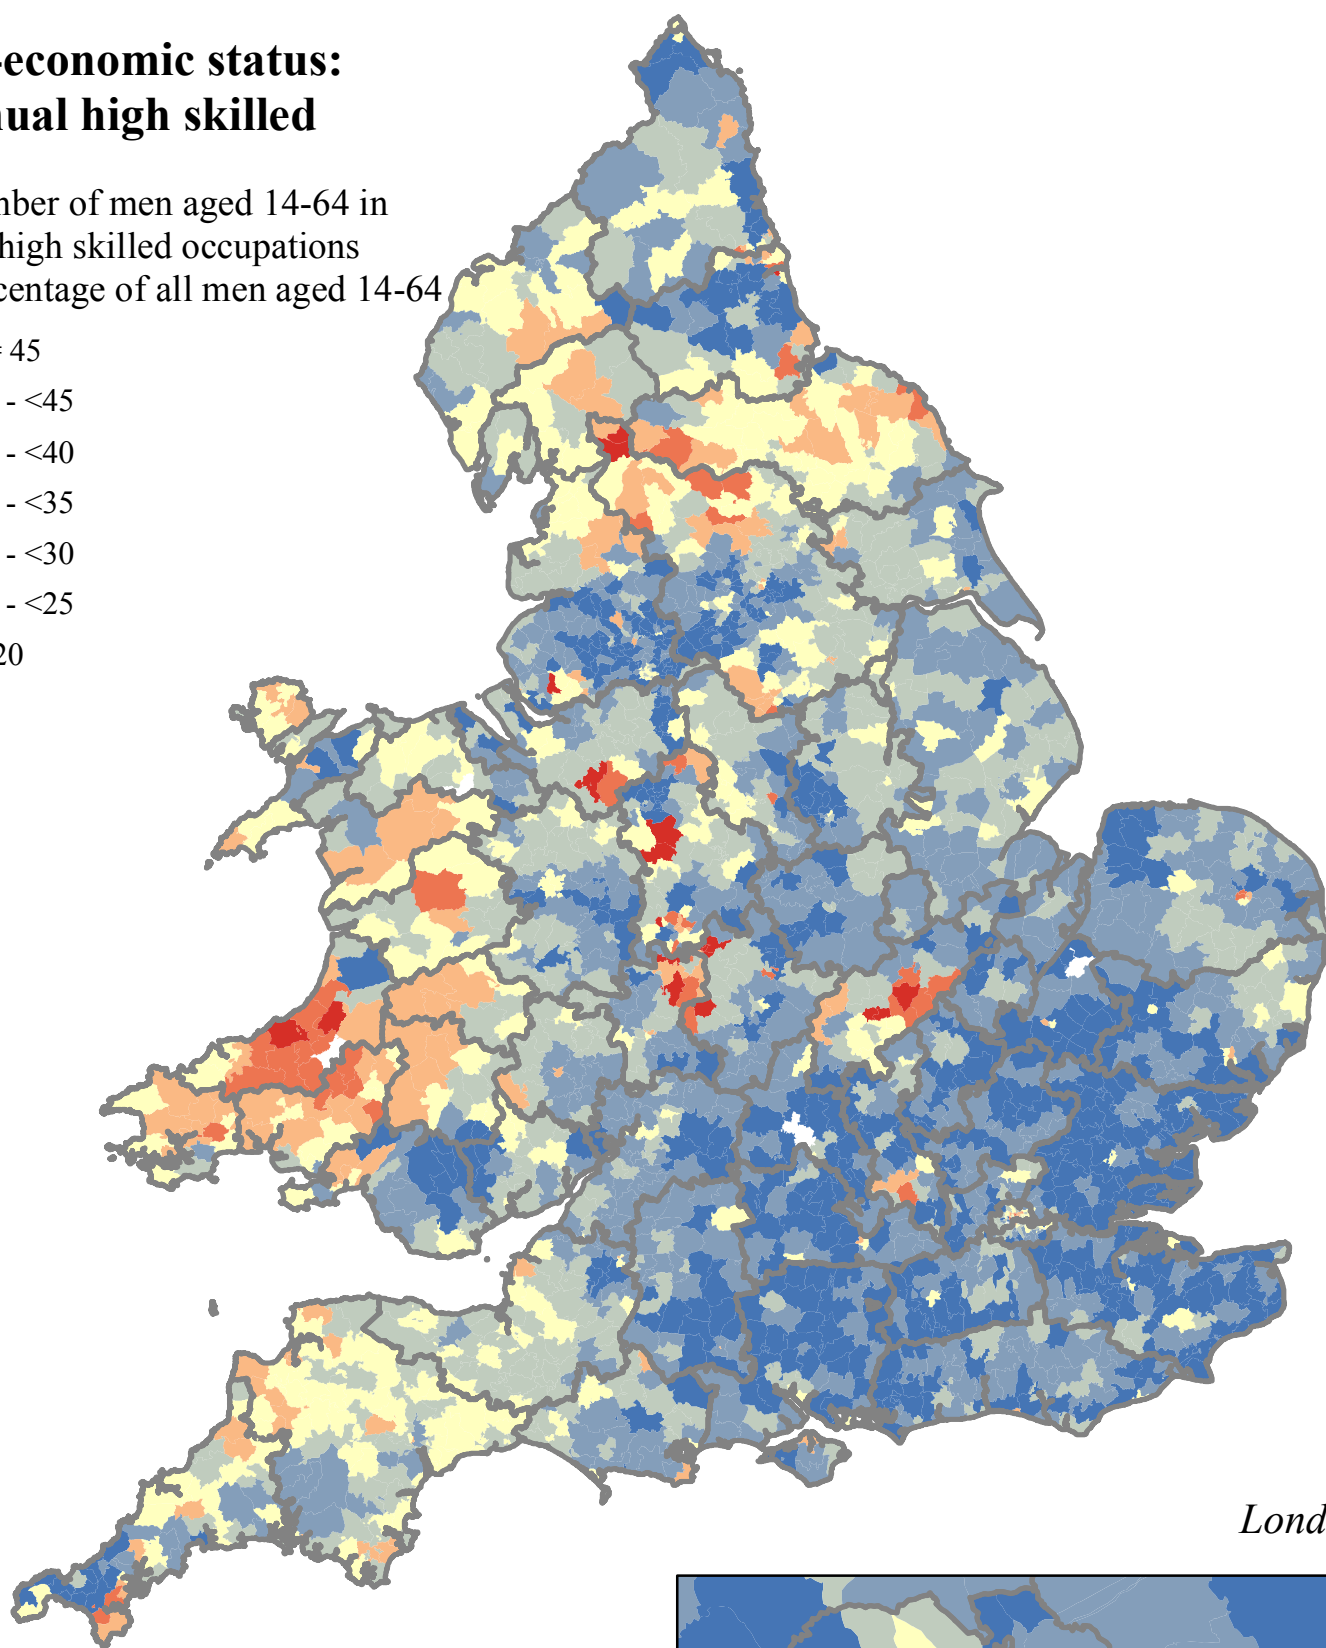 -economic status:
nual high skilled
nber of men aged 14-64 in
high skilled occupations
centage of all men aged 14-64
= 45
- <45
- <40
- <35
- <30
- <25
20
Lond